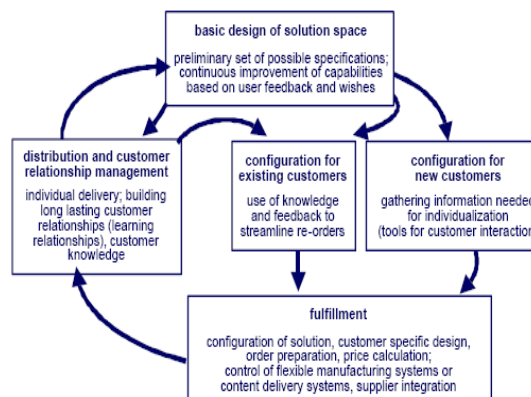 basic design of solution space
preliminary set of possible specifications;
continuous improvement of capabilities
based on user feedback and wishes
distribution and customer
relationship management
individual delivery; building
long lasting customer
relationships (learning
relationships), customer
knowledge
configuration for
existing customers
use of knowledge
and feedback to
streamline re-orders
configuration for
new customers
gathering information needed
for individualization
(tools for customer interaction
fulfillment
configuration of solution, customer specific design,
order preparation, price calculation;
control of flexible manufacturing systems or
content delivery systems, supplier integration